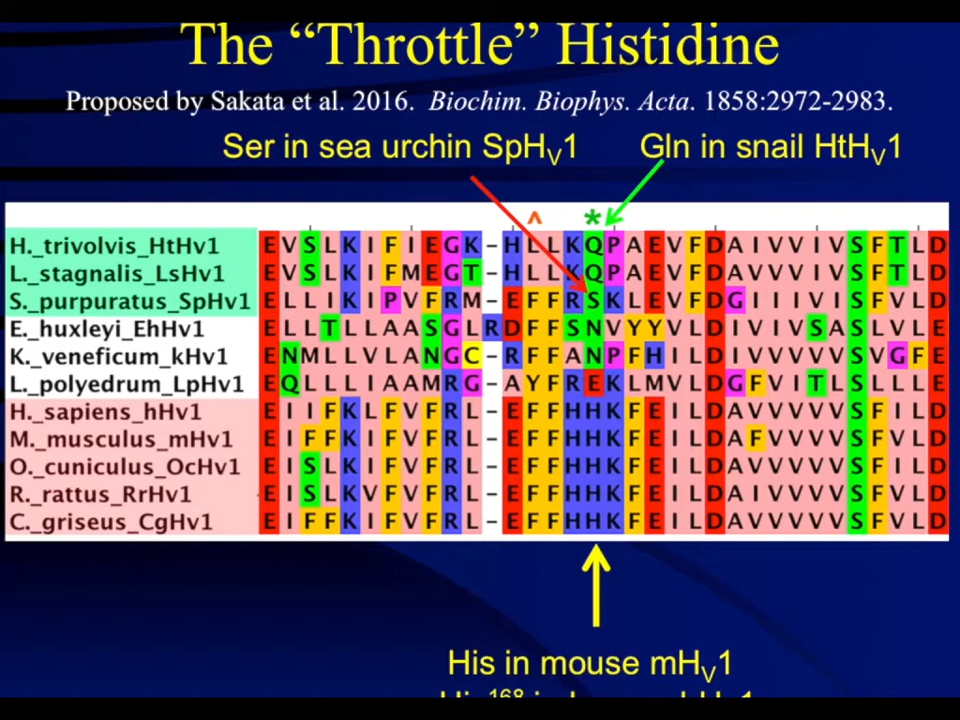 The “Throttle” Histidine
Proposed by Sakata et al. 2016. Biochim. Biophys. Acta. 1858:2972-2983.
Ser in sea urchin SpHV1 Gln in snail HtHV1
^ *
H._trivolvis_HtHv1 EVSLKIFIEGK-HLLKQPAEVFDAIVVIVSFTLD
L._stagnalis_LsHv1 EVSLKIFMEGT-HLLKQPAEVFDAVVVIVSFTLD
S._purpuratus_SpHv1 ELLIKIPVFRM-EFFRSKLEVFDGIIIVISFVLD
E._huxleyi_EhHv1 ELLTLLAASGLRDFFSNVYYVLDIVIVSASLVLE
K._veneficum_kHv1 ENMLLVLANGC-RFFANPFHILDIVVVVVSVGFE
L._polyedrum_LpHv1 EQLLLIAAMRG-AYFREKLMVLDGFVITLSLLLE
H._sapiens_hHv1 EIIFKLFVFRL-EFFHHKFEILDAVVVVVSFILD
M._musculus_mHv1 EIFFKIFVFRL-EFFHHKFEILDAFVVVVSFVLD
O._cuniculus_OcHv1 EISLKIFVFRL-EFFHHKFEILDAVVVVVSFILD
R._rattus_RrHv1 EISLKVFVFRL-EFFHHKFEILDAIVVVVSFVLD
C._griseus_CgHv1 EIFFKIFVFRL-EFFHHKFEILDAVVVVVSFVLD
His in mouse mHV1